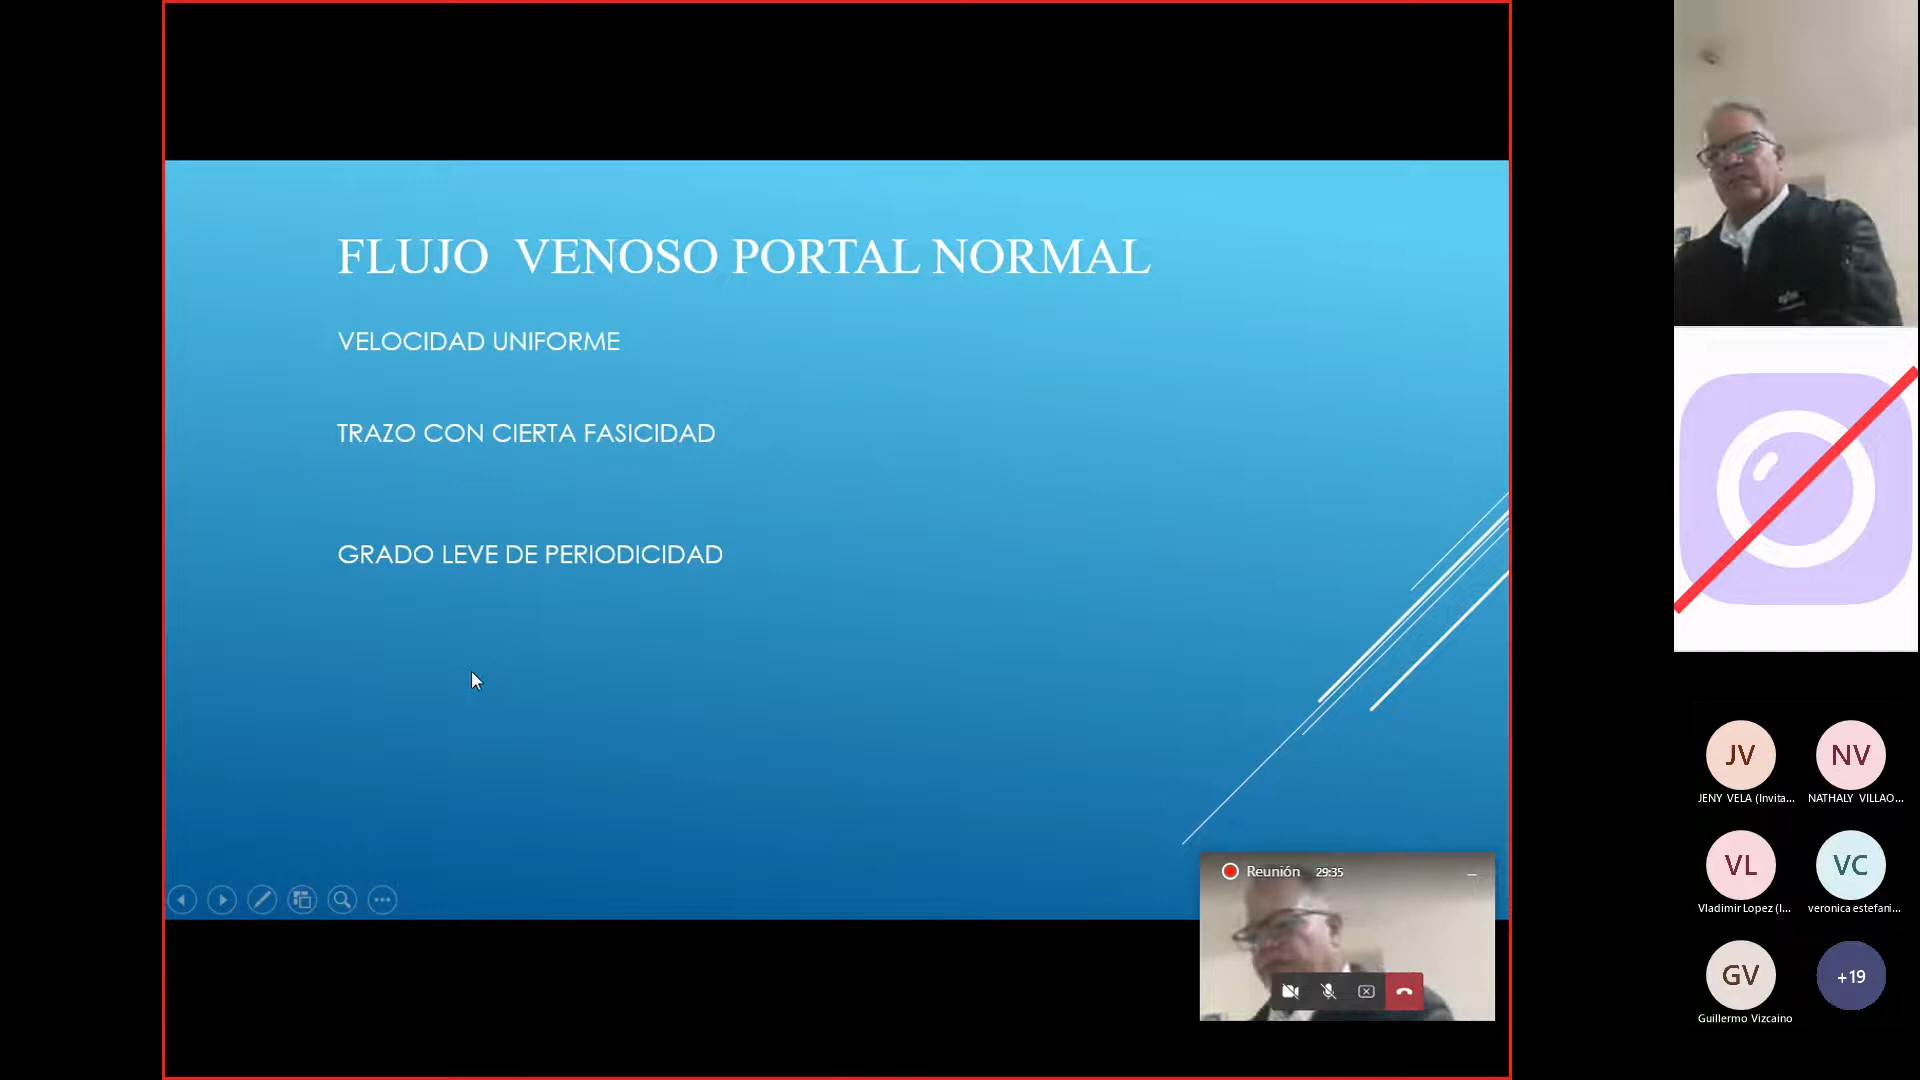 FLUJO VENOSO PORTAL NORMAL
VELOCIDAD UNIFORME
TRAZO CON CIERTA FASICIDAD
GRADO LEVE DE PERIODICIDAD
Reunión 29:35
JV
JENY VELA (Invita...
NV
NATHALY VILLAO...
VL
Vladimir Lopez (I...
VC
veronica estefani...
GV
Guillermo Vizcaino
+19